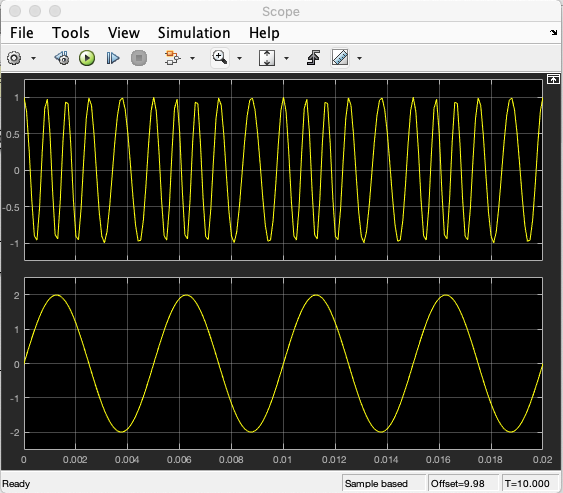 Scope
File Tools View Simulation Help
1
0.5
0
-0.5
-1
2
1
0
-1
-2
0 0.002 0.004 0.006 0.008 0.01 0.012 0.014 0.016 0.018 0.02
Ready Sample based Offset=9.98 T=10.000